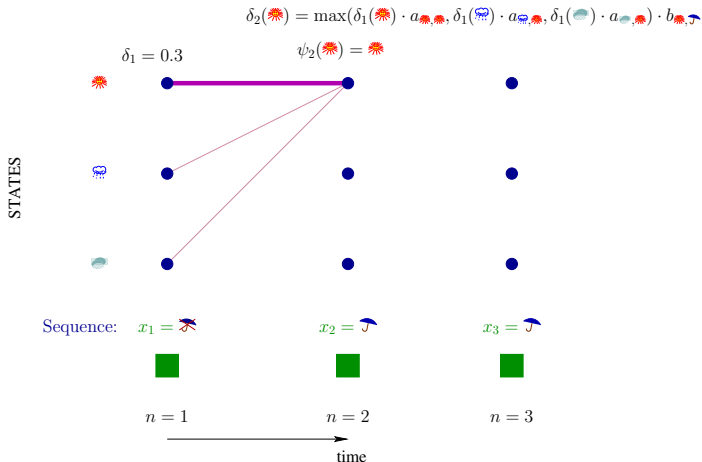 δ₂(☀) = max(δ₁(☀) · a☀,☀, δ₁(🌧) · a🌧,☀, δ₁(🌫) · a🌫,☀) · b☀,☂
ψ₂(☀) = ☀
δ₁ = 0.3
STATES
Sequence: x₁ = x₂ = ☂ x₃ = ☂
n = 1 n = 2 n = 3
time